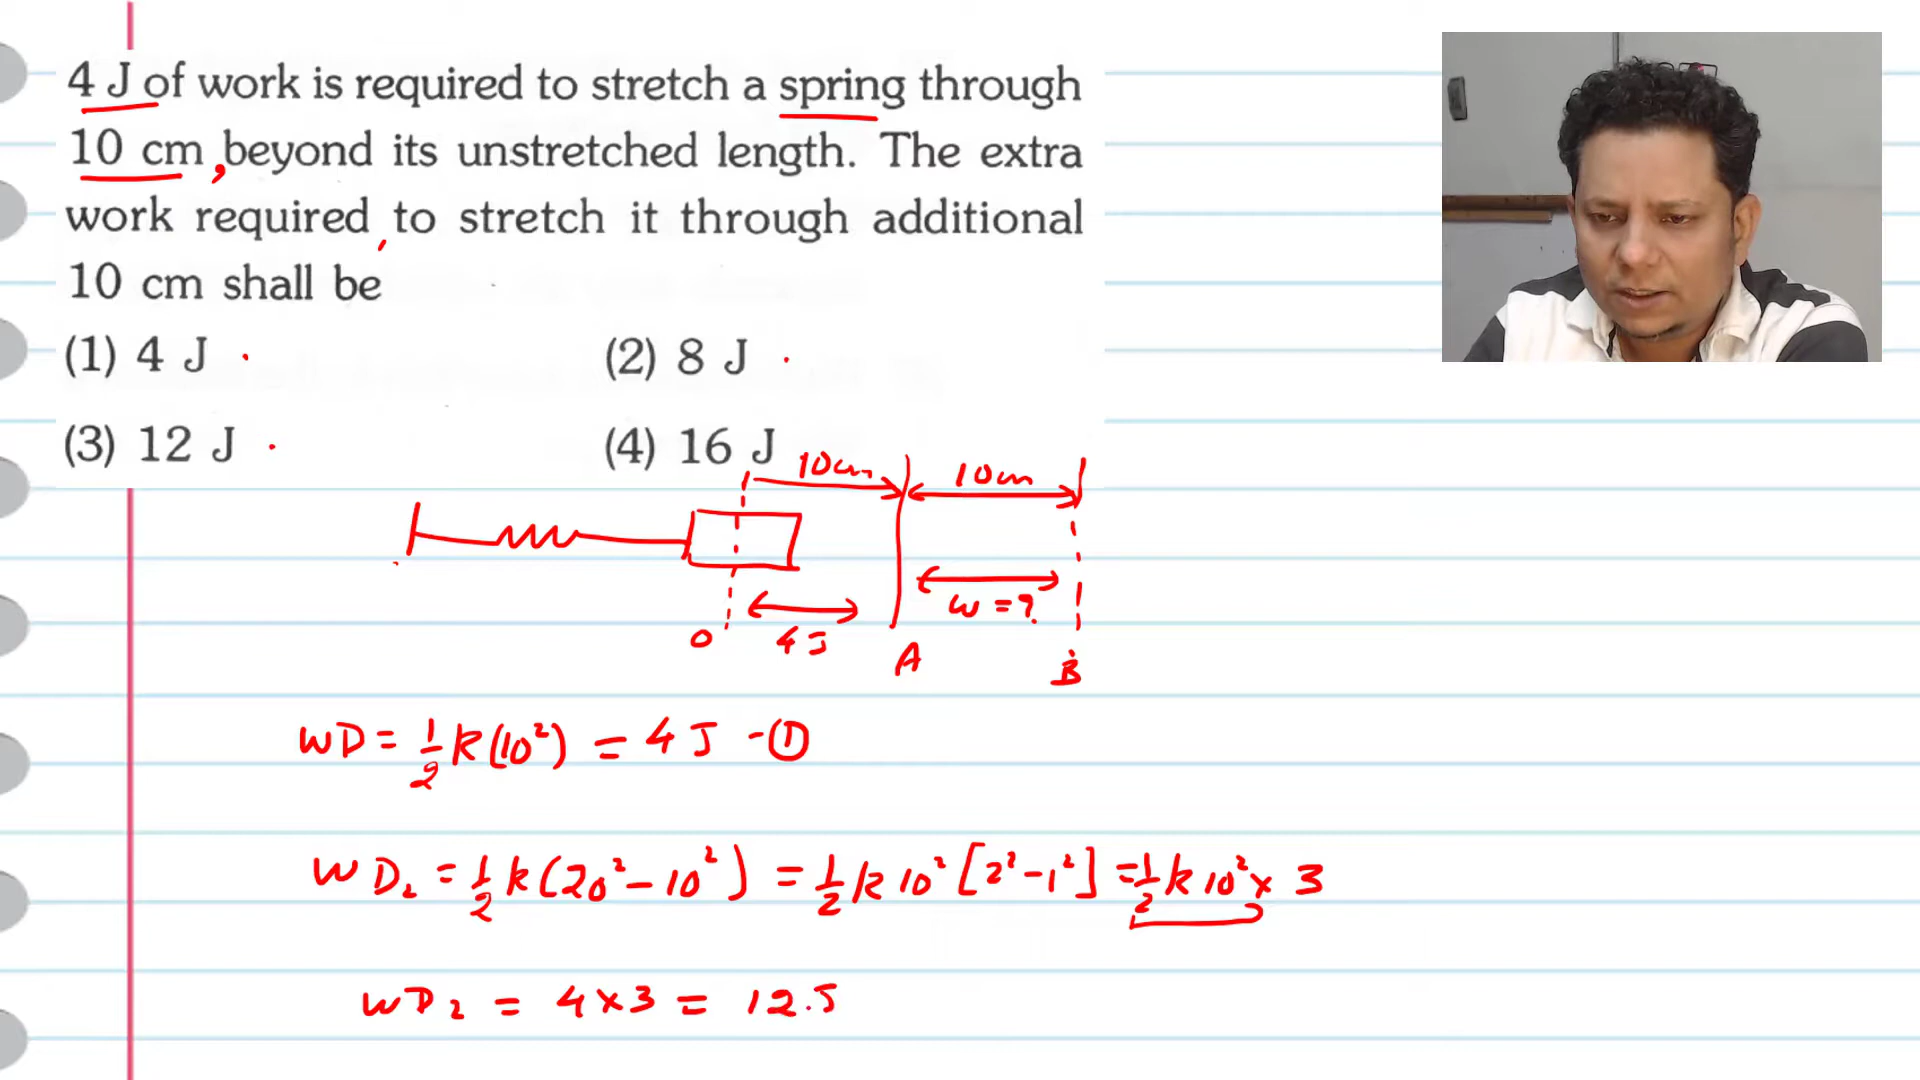 4 J of work is required to stretch a spring through
10 cm, beyond its unstretched length. The extra
work required to stretch it through additional
10 cm shall be
(1) 4 J (2) 8 J
(3) 12 J (4) 16 J
10cm 10cm
4J W=?
O A B
WD = 1/2 k(10²) = 4 J -①
WD₂ = 1/2 k(20² - 10²) = 1/2 k 10² [2² - 1²] = 1/2 k 10² × 3
WD₂ = 4 × 3 = 12.J